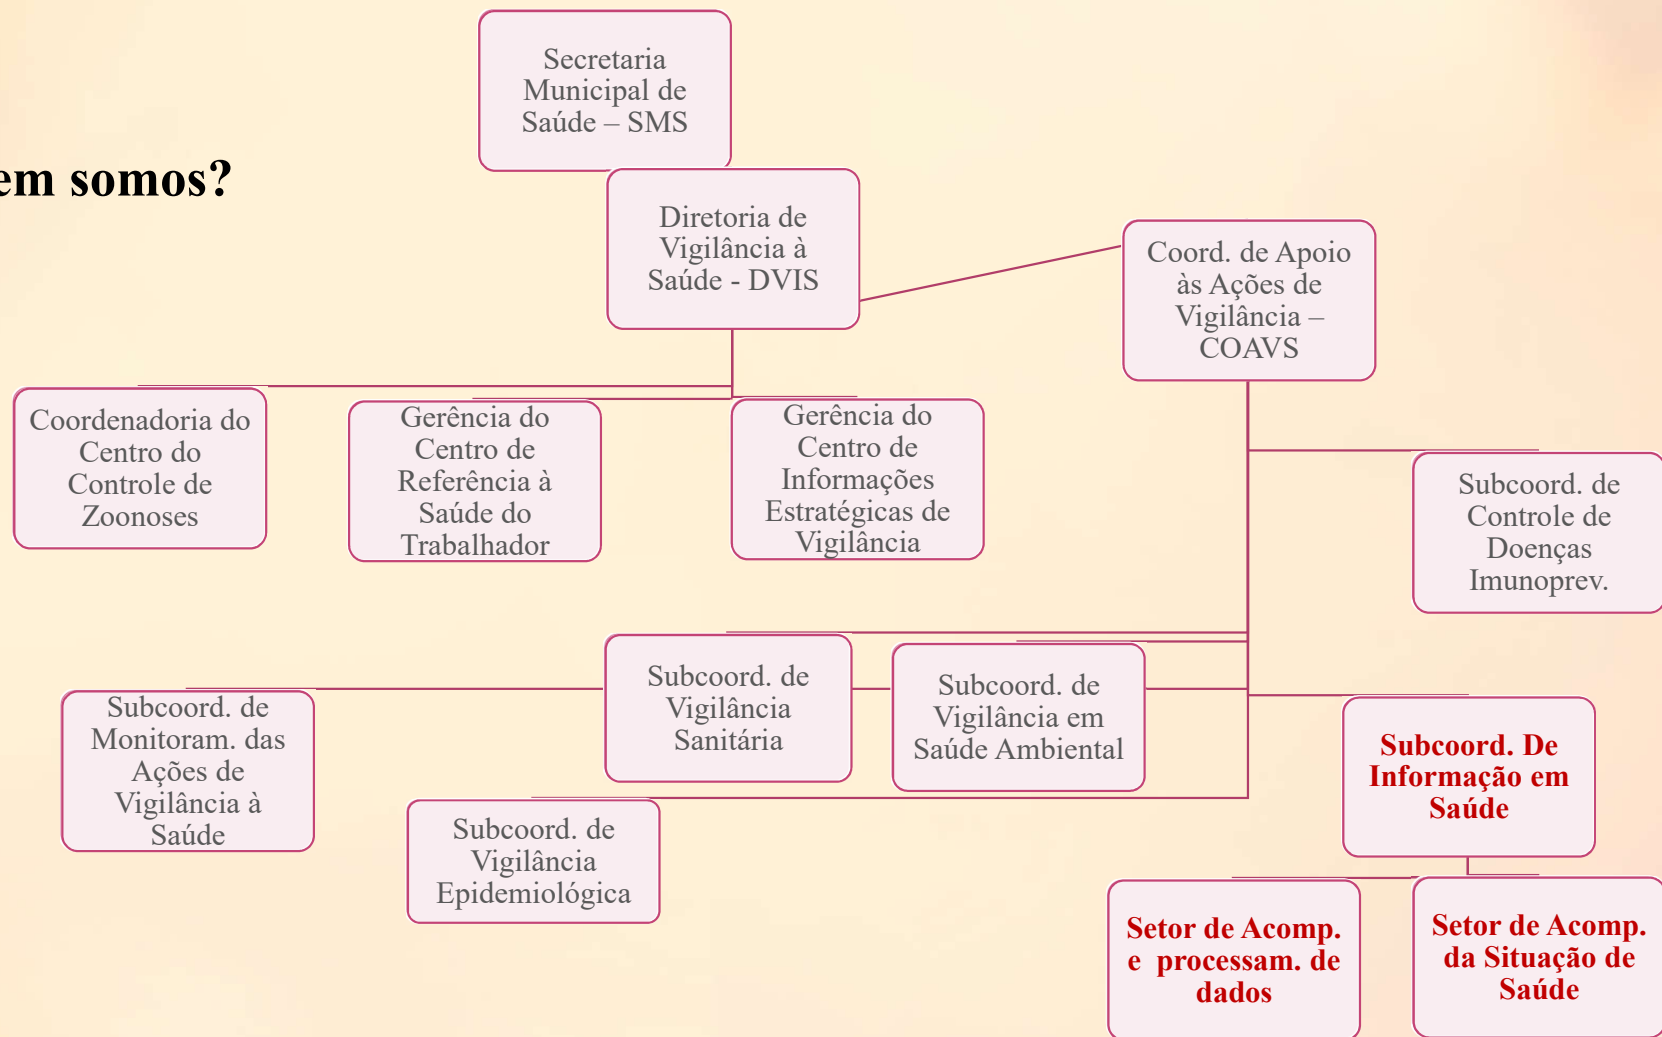 Secretaria
Municipal de
Saúde – SMS
em somos?
Diretoria de
Vigilância à
Saúde - DVIS
Coord. de Apoio
às Ações de
Vigilância –
COAVS
Coordenadoria do
Centro do
Controle de
Zoonoses
Gerência do
Centro de
Referência à
Saúde do
Trabalhador
Gerência do
Centro de
Informações
Estratégicas de
Vigilância
Subcoord. de
Controle de
Doenças
Imunoprev.
Subcoord. de
Monitoram. das
Ações de
Vigilância à
Saúde
Subcoord. de
Vigilância
Sanitária
Subcoord. de
Vigilância em
Saúde Ambiental
Subcoord. De
Informação em
Saúde
Subcoord. de
Vigilância
Epidemiológica
Setor de Acomp.
e processam. de
dados
Setor de Acomp.
da Situação de
Saúde